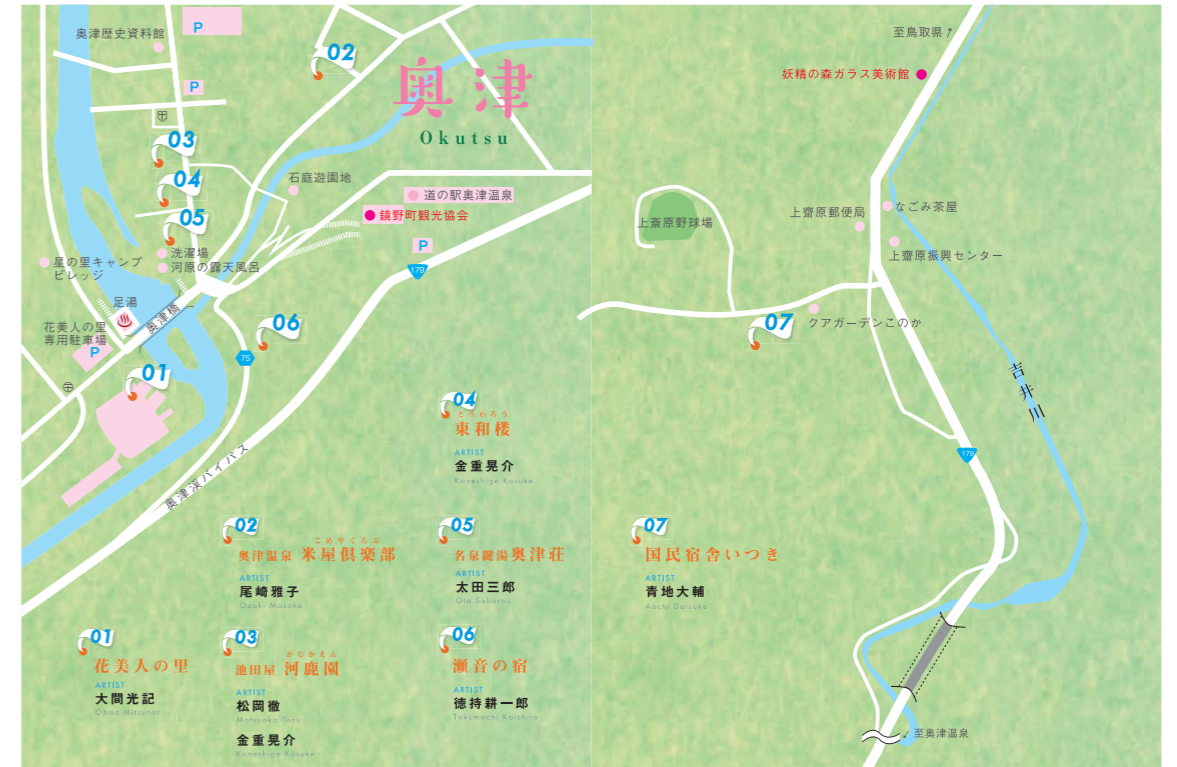 奥津歴史資料館
P
02
奥津
Okutsu
P
03
04
05
石庭遊園地
道の駅奥津温泉
鏡野町観光協会
P
179
洗濯場
河原の露天風呂
星の里キャンプ
ビレッジ
足湯
奥津橋
花美人の里
専用駐車場
P
06
75
01
奥津渓バイパス
04
とうわろう
東和楼
ARTIST
金重晃介
Kaneshige Kosuke
02
こめやくらぶ
奥津温泉 米屋倶楽部
ARTIST
尾崎雅子
Ozaki Masako
05
名泉鍵湯 奥津荘
ARTIST
太田三郎
Ota Saburou
01
花美人の里
ARTIST
大間光記
Ohma Mitsunor
03
かじかえん
池田屋 河鹿園
ARTIST
松岡徹
Matsuoka Toru
金重晃介
Kaneshige Kosuke
06
瀬音の宿
ARTIST
徳持耕一郎
Tokumochi Koichiro
至鳥取県↑
妖精の森ガラス美術館
上斎原野球場
上齋原郵便局
なごみ茶屋
上齋原振興センター
07
クアガーデンこのか
吉井川
179
07
国民宿舎いつき
ARTIST
青地大輔
Aochi Daisuke
↙至奥津温泉